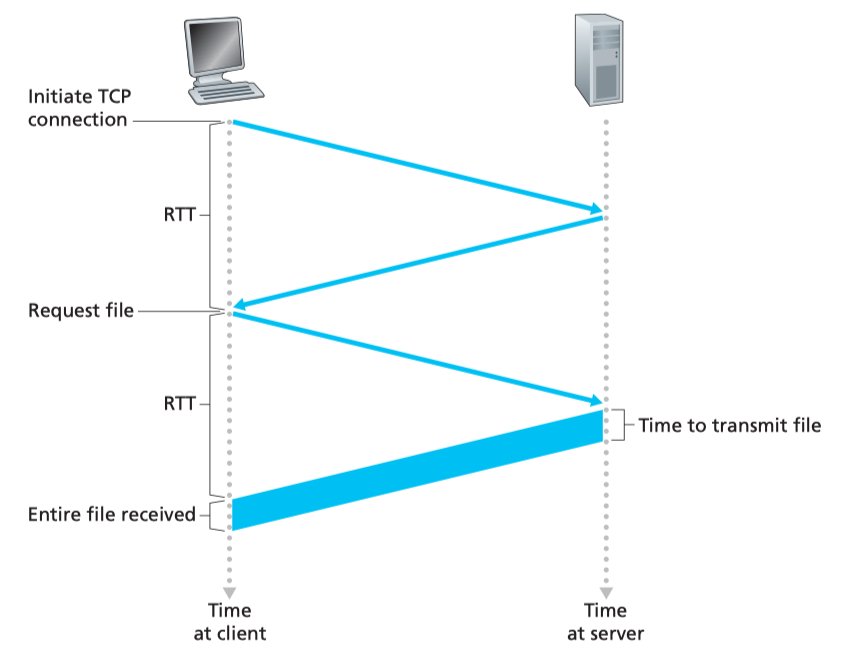 Initiate TCP
connection
RTT
Request file
RTT
Time to transmit file
Entire file received
Time
at client
Time
at server